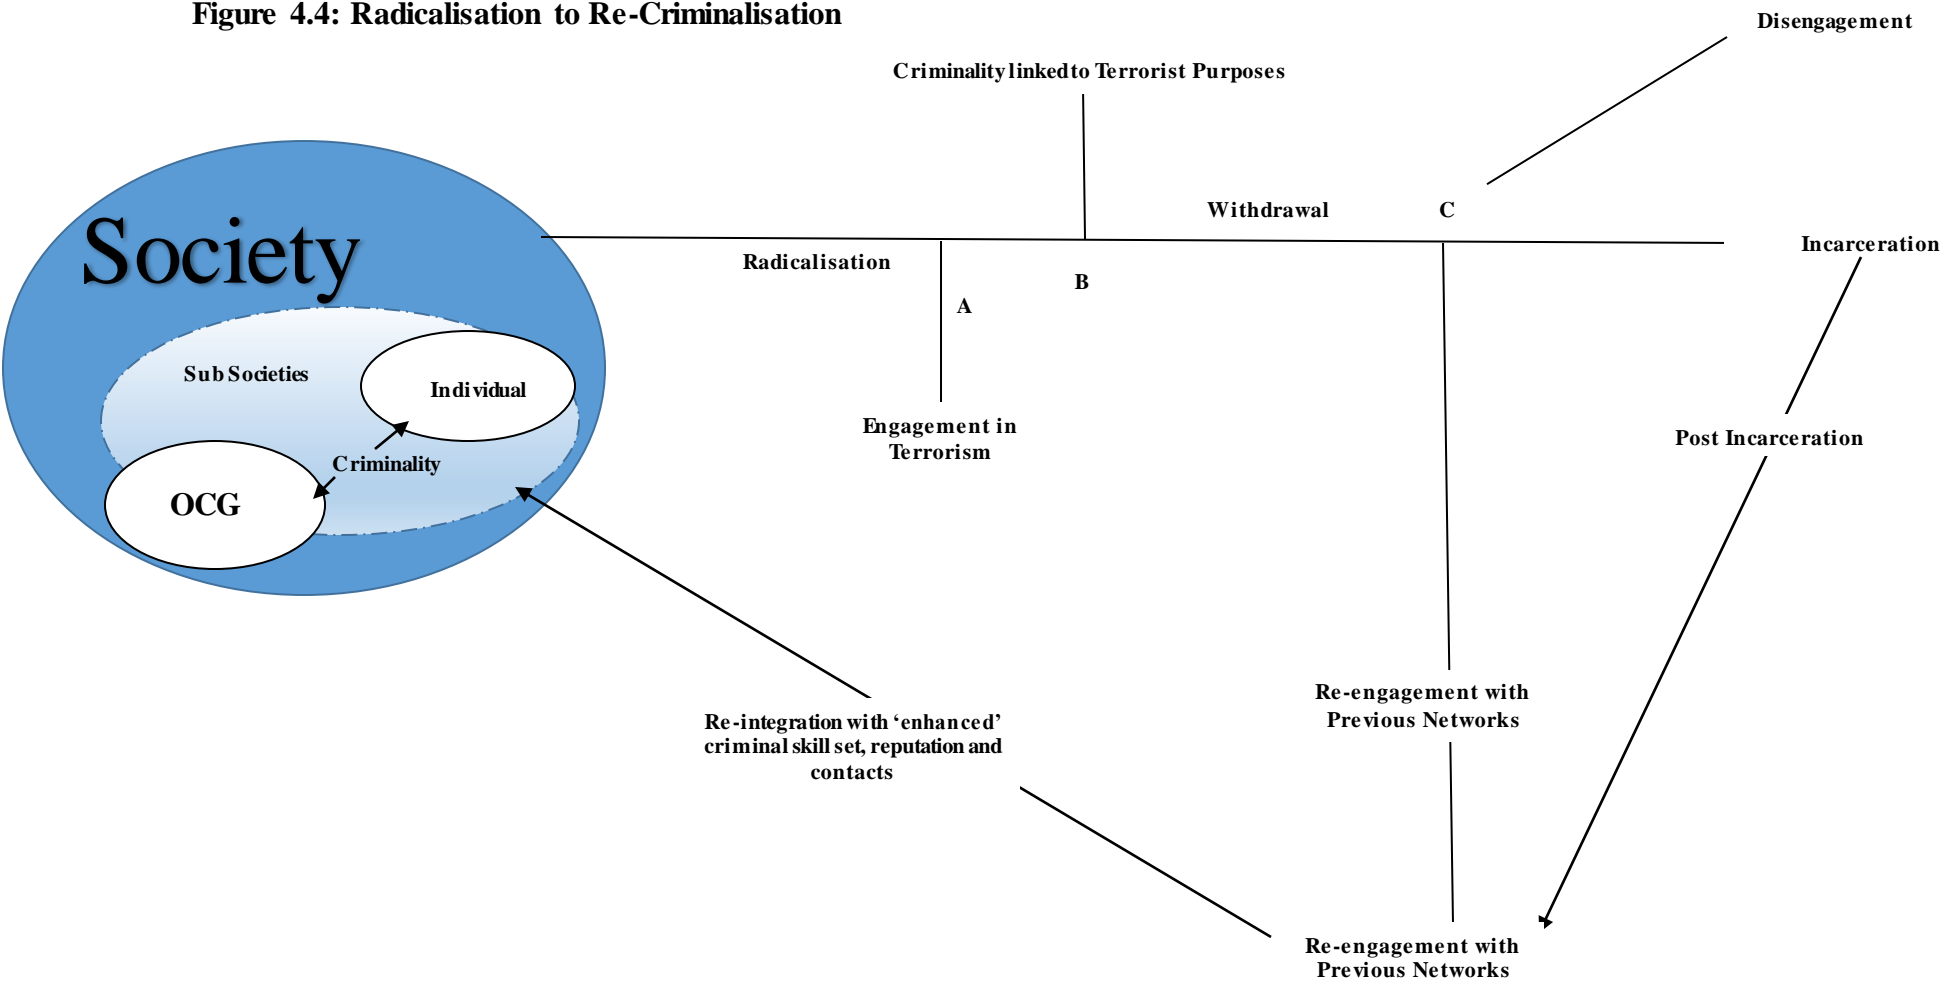 Figure 4.4: Radicalisation to Re-Criminalisation
Disengagement
Criminality linked to Terrorist Purposes
Withdrawal
C
Society
Radicalisation
Incarceration
B
A
Sub Societies
Individual
Engagement in
Terrorism
Post Incarceration
Criminality
OCG
Re-engagement with
Previous Networks
Re-integration with ‘enhanced’
criminal skill set, reputation and
contacts
Re-engagement with
Previous Networks